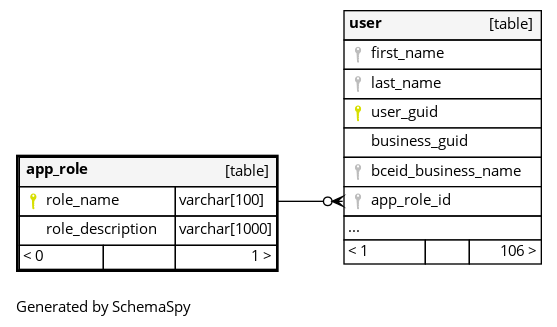 user [table]
first_name
last_name
user_guid
business_guid
bceid_business_name
app_role_id
...
< 1 106 >
app_role [table]
role_name varchar[100]
role_description varchar[1000]
< 0 1 >
Generated by SchemaSpy